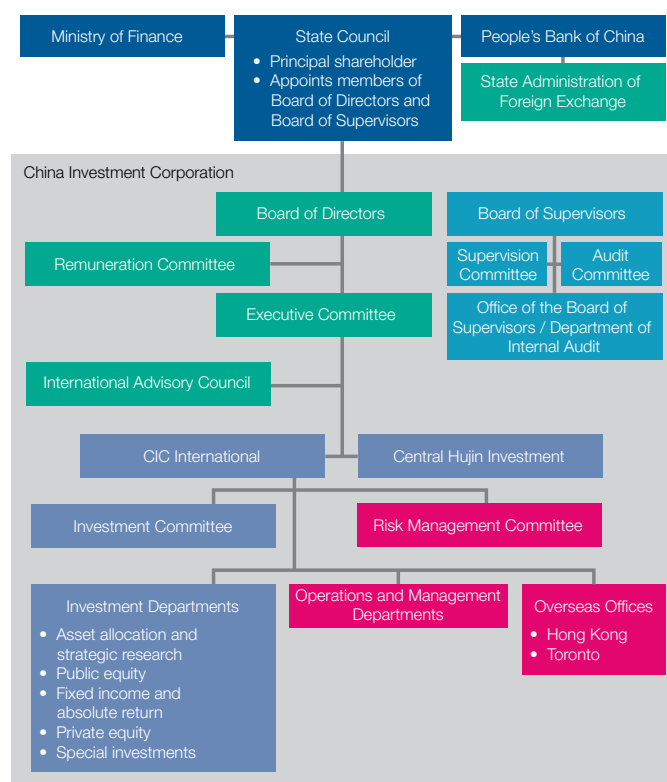 Ministry of Finance
State Council
• Principal shareholder
• Appoints members of
Board of Directors and
Board of Supervisors
People's Bank of China
State Administration of
Foreign Exchange
China Investment Corporation
Board of Directors
Board of Supervisors
Remuneration Committee
Supervision
Committee
Audit
Committee
Executive Committee
Office of the Board of
Supervisors / Department of
Internal Audit
International Advisory Council
CIC International
Central Hujin Investment
Investment Committee
Risk Management Committee
Investment Departments
• Asset allocation and
strategic research
• Public equity
• Fixed income and
absolute return
• Private equity
• Special investments
Operations and Management
Departments
Overseas Offices
• Hong Kong
• Toronto